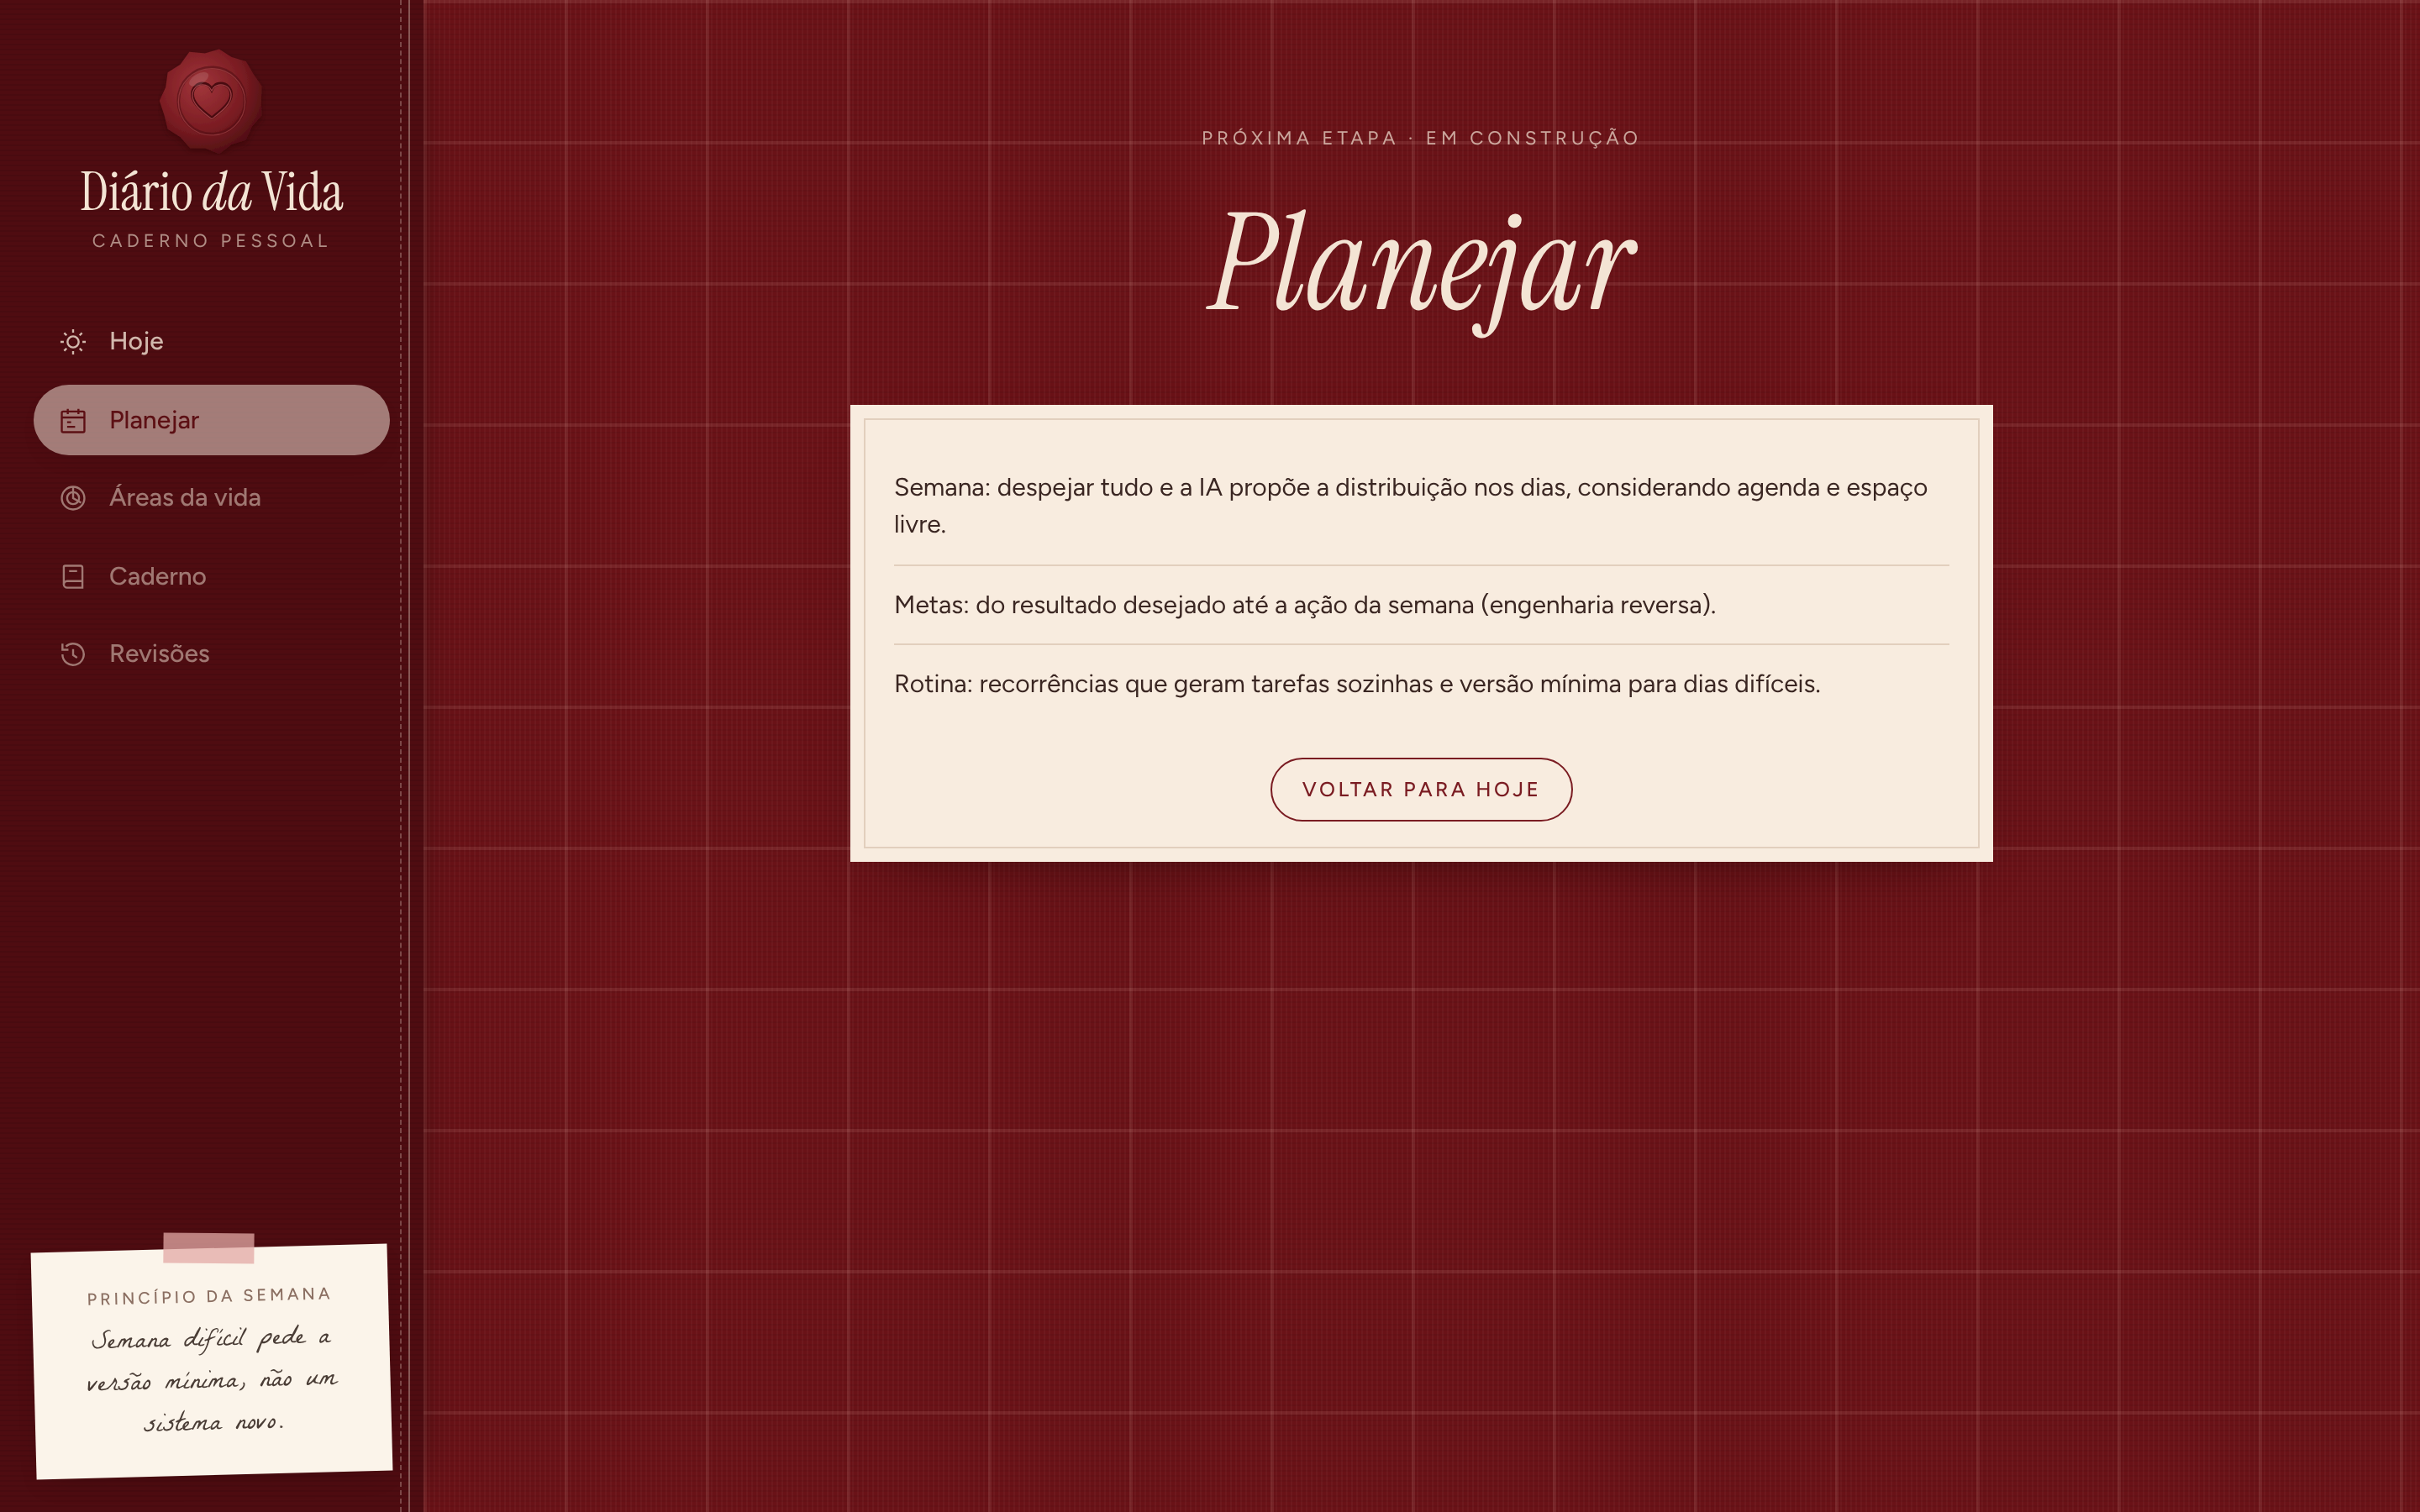 Diário da Vida
CADERNO PESSOAL
Hoje
Planejar
Áreas da vida
Caderno
Revisões
PRINCÍPIO DA SEMANA
Semana difícil pede a
versão mínima, não um
sistema novo.
PRÓXIMA ETAPA · EM CONSTRUÇÃO
Planejar
Semana: despejar tudo e a IA propõe a distribuição nos dias, considerando agenda e espaço
livre.
Metas: do resultado desejado até a ação da semana (engenharia reversa).
Rotina: recorrências que geram tarefas sozinhas e versão mínima para dias difíceis.
VOLTAR PARA HOJE